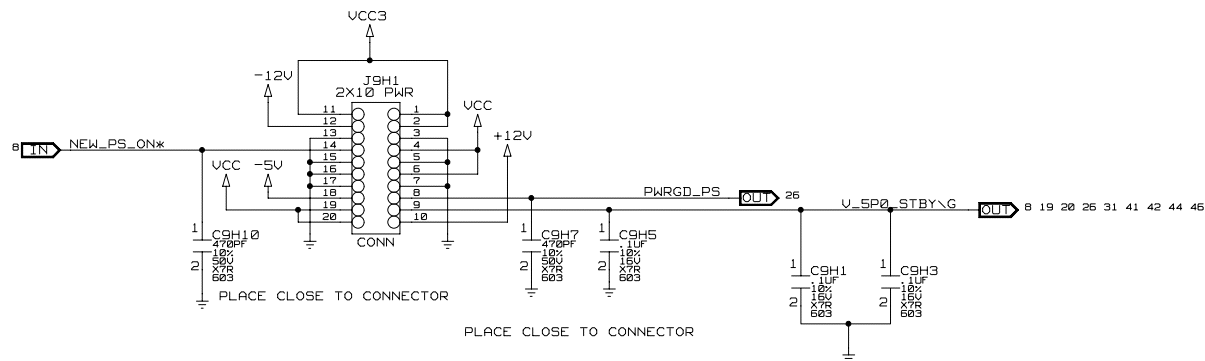 VCC3
-12V
J9H1
2X10 PWR
VCC
+12V
11
12
13
14
15
16
17
18
19
20
1
2
3
4
5
6
7
8
9
10
CONN
8 IN NEW_PS_ON*
VCC
-5V
PWRGD_PS OUT 26
V_5P0_STBY\G OUT 8 19 20 26 31 41 42 44 45
1
C9H10
470PF
10%
50V
X7R
603
2
PLACE CLOSE TO CONNECTOR
1
C9H7
470PF
10%
50V
X7R
603
2
1
C9H5
.1UF
10%
16V
X7R
603
2
PLACE CLOSE TO CONNECTOR
1
C9H1
.1UF
10%
16V
X7R
603
2
1
C9H3
.1UF
10%
16V
X7R
603
2